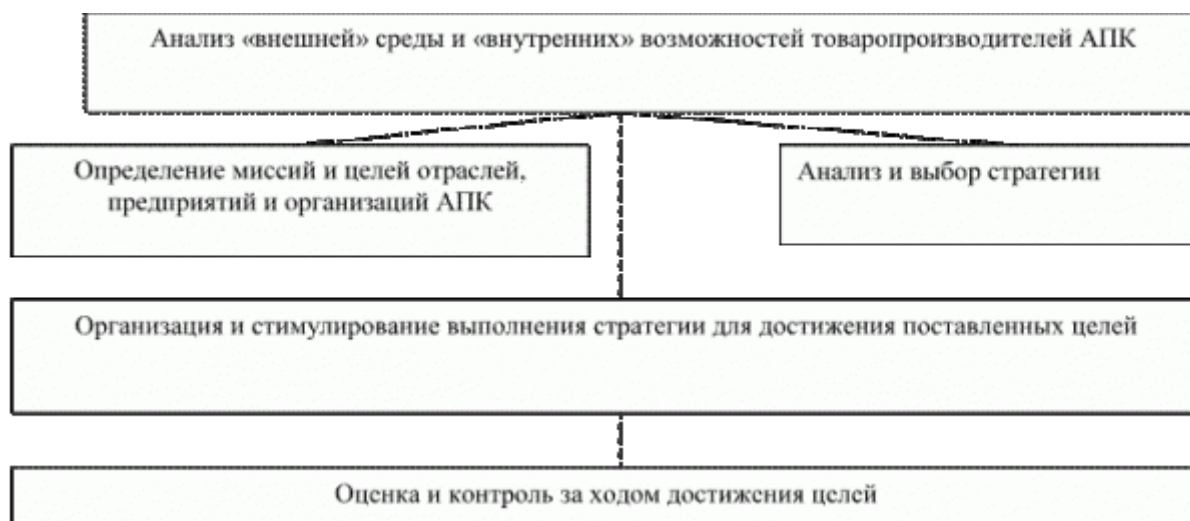 Анализ «внешней» среды и «внутренних» возможностей товаропроизводителей АПК
Определение миссий и целей отраслей,
предприятий и организаций АПК
Анализ и выбор стратегии
Организация и стимулирование выполнения стратегии для достижения поставленных целей
Оценка и контроль за ходом достижения целей